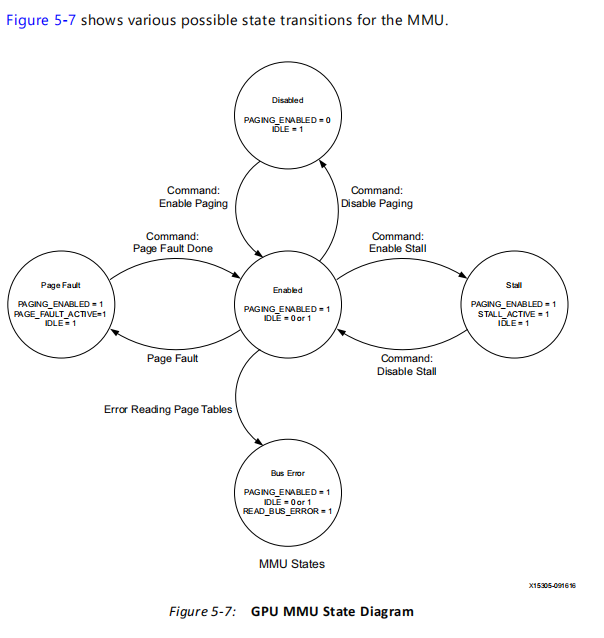 Figure 5-7 shows various possible state transitions for the MMU.
Disabled
PAGING_ENABLED = 0
IDLE = 1
Command:
Enable Paging
Command:
Disable Paging
Command:
Page Fault Done
Command:
Enable Stall
Page Fault
PAGING_ENABLED = 1
PAGE_FAULT_ACTIVE=1
IDLE = 1
Enabled
PAGING_ENABLED = 1
IDLE = 0 or 1
Stall
PAGING_ENABLED = 1
STALL_ACTIVE = 1
IDLE = 1
Page Fault
Command:
Disable Stall
Error Reading Page Tables
Bus Error
PAGING_ENABLED = 1
IDLE = 0 or 1
READ_BUS_ERROR = 1
MMU States
X15305-091616
Figure 5-7: GPU MMU State Diagram